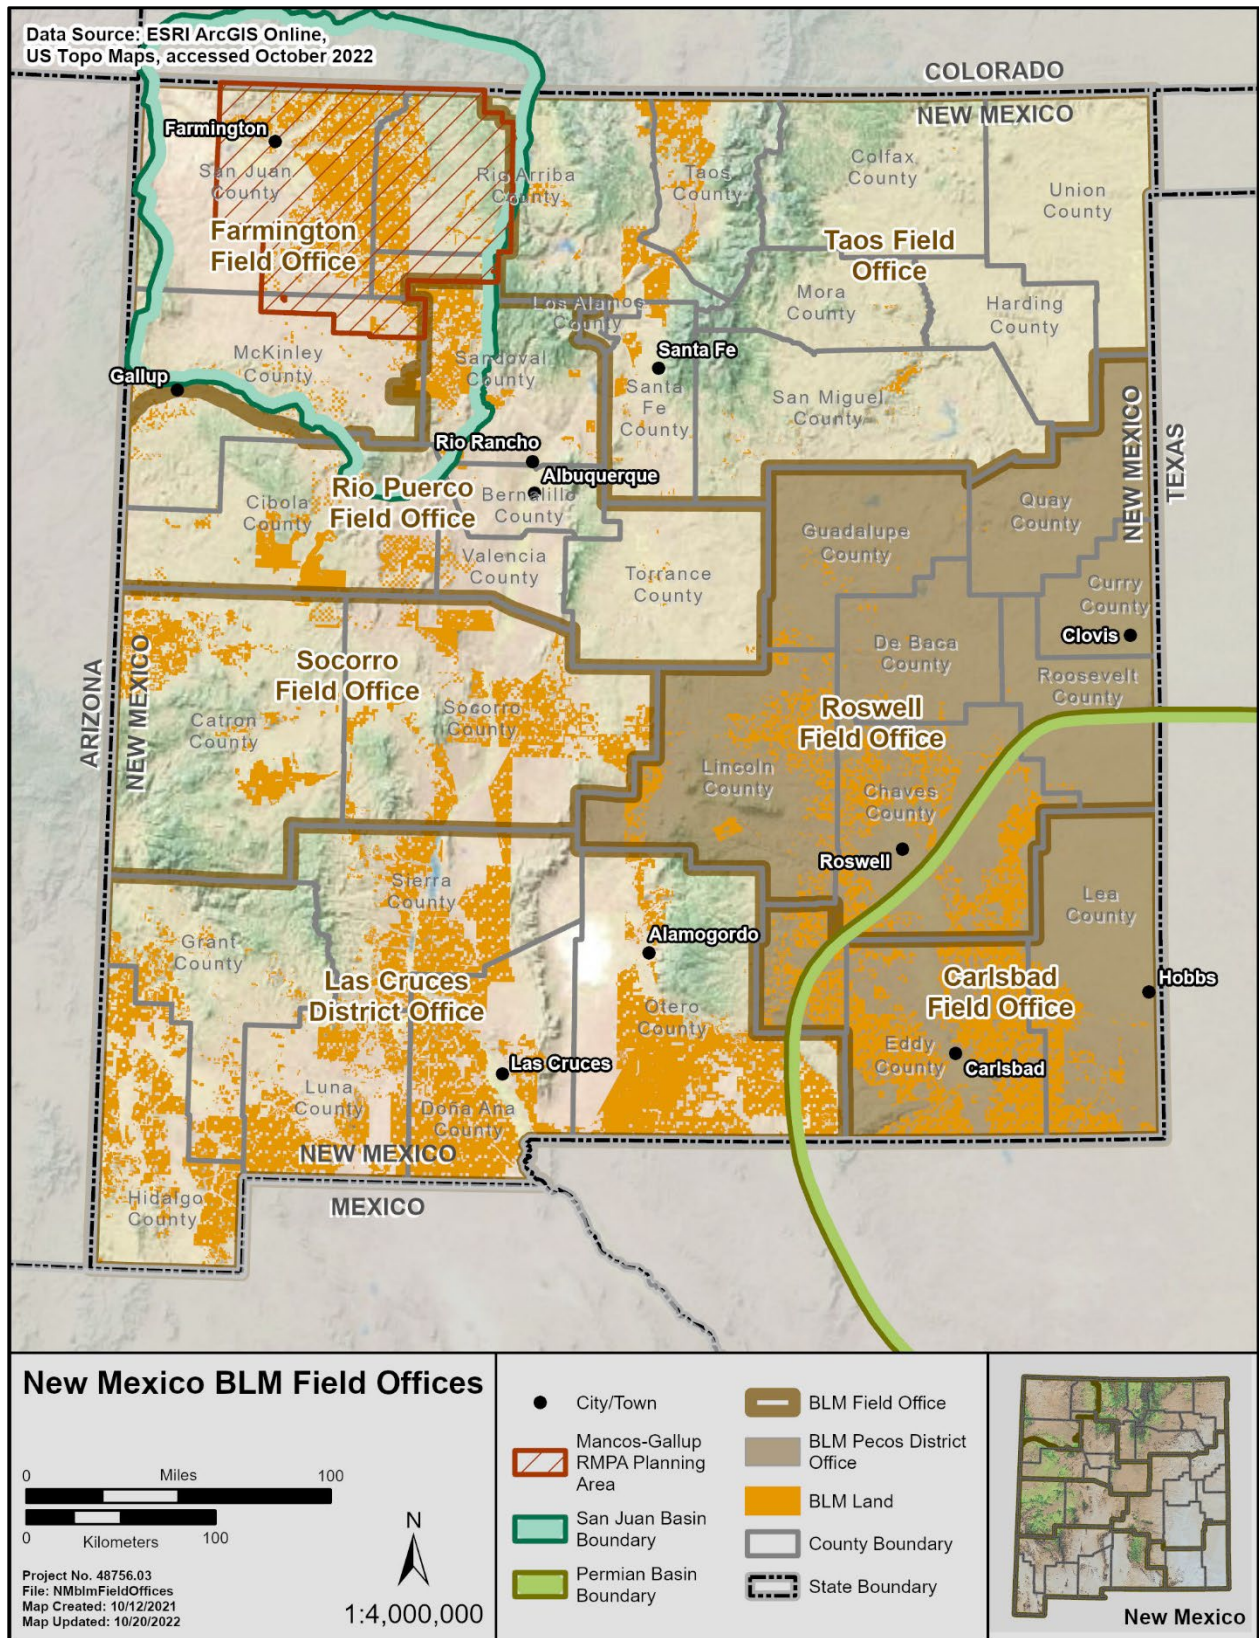 Data Source: ESRI ArcGIS Online,
US Topo Maps, accessed October 2022
COLORADO
NEW MEXICO
Farmington
San Juan
County
Rio Arriba
County
Taos
County
Colfax
County
Union
County
Farmington
Field Office
Taos Field
Office
Mora
County
Harding
County
Los Alamos
County
McKinley
County
Sandoval
County
Santa Fe
Gallup
Santa
Fe
County
San Miguel
County
NEW MEXICO
TEXAS
Rio Rancho
Albuquerque
Bernalillo
County
Rio Puerco
Field Office
Cibola
County
Quay
County
Guadalupe
County
Valencia
County
Torrance
County
Curry
County
Clovis
De Baca
County
Roosevelt
County
ARIZONA
NEW MEXICO
Socorro
Field Office
Catron
County
Socorro
County
Roswell
Field Office
Lincoln
County
Chaves
County
Roswell
Sierra
County
Lea
County
Grant
County
Alamogordo
Las Cruces
District Office
Otero
County
Carlsbad
Field Office
Hobbs
Eddy
County
Carlsbad
Las Cruces
Luna
County
Doña Ana
County
NEW MEXICO
MEXICO
Hidalgo
County
New Mexico BLM Field Offices
0 Miles 100
0 Kilometers 100
Project No. 48756.03
File: NMblmFieldOffices
Map Created: 10/12/2021
Map Updated: 10/20/2022
N
1:4,000,000
City/Town
Mancos-Gallup
RMPA Planning
Area
San Juan Basin
Boundary
Permian Basin
Boundary
BLM Field Office
BLM Pecos District
Office
BLM Land
County Boundary
State Boundary
New Mexico